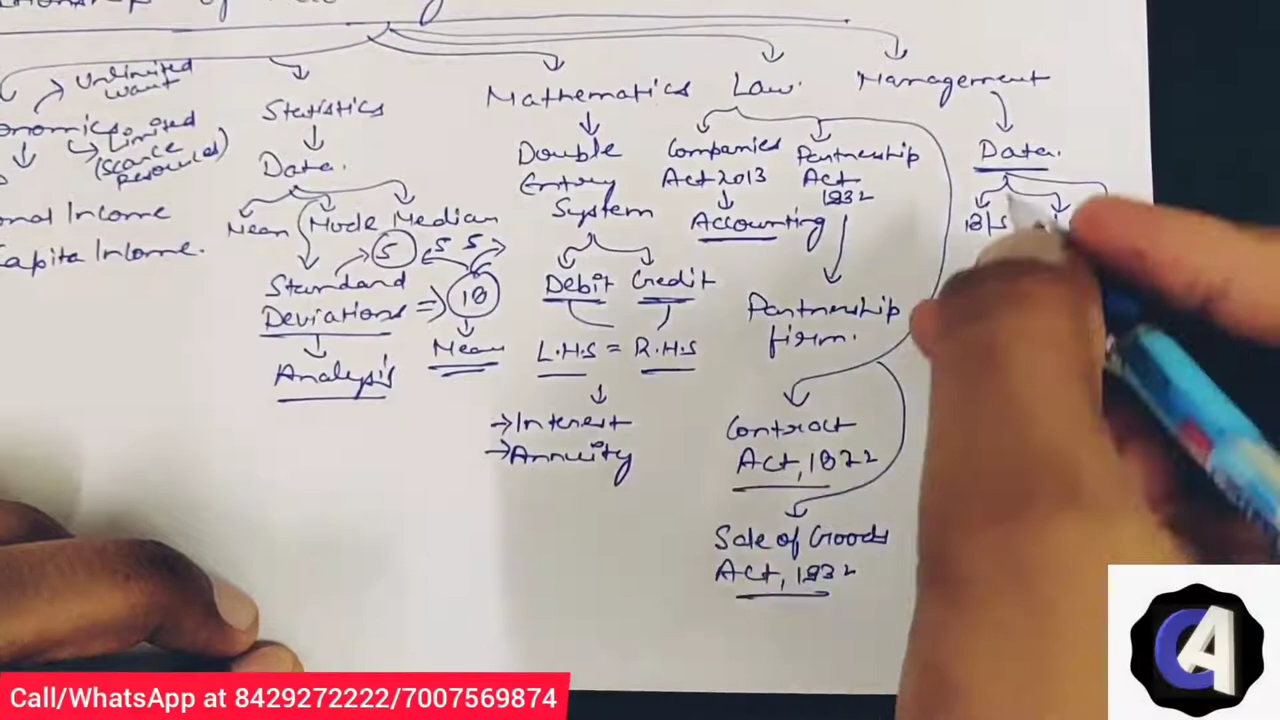 Unlimited
want
Limited
(scarce
resources)
onal Income
Capita Income.
Statistics
Data.
Mean Mode Median
5 5 5
Standard
Deviations => 10
Mean
Analysis
Mathematics
Double
Entry
System
Debit Credit
L.H.S = R.H.S
→Interest
→Annuity
Law.
Companies
Act 2013
Accounting
Partnership
Act
1932
Partnership
firm.
Contract
Act, 1872
Sale of Goods
Act, 1932
Management
Data.
B/S
Call/WhatsApp at 8429272222/7007569874
CA